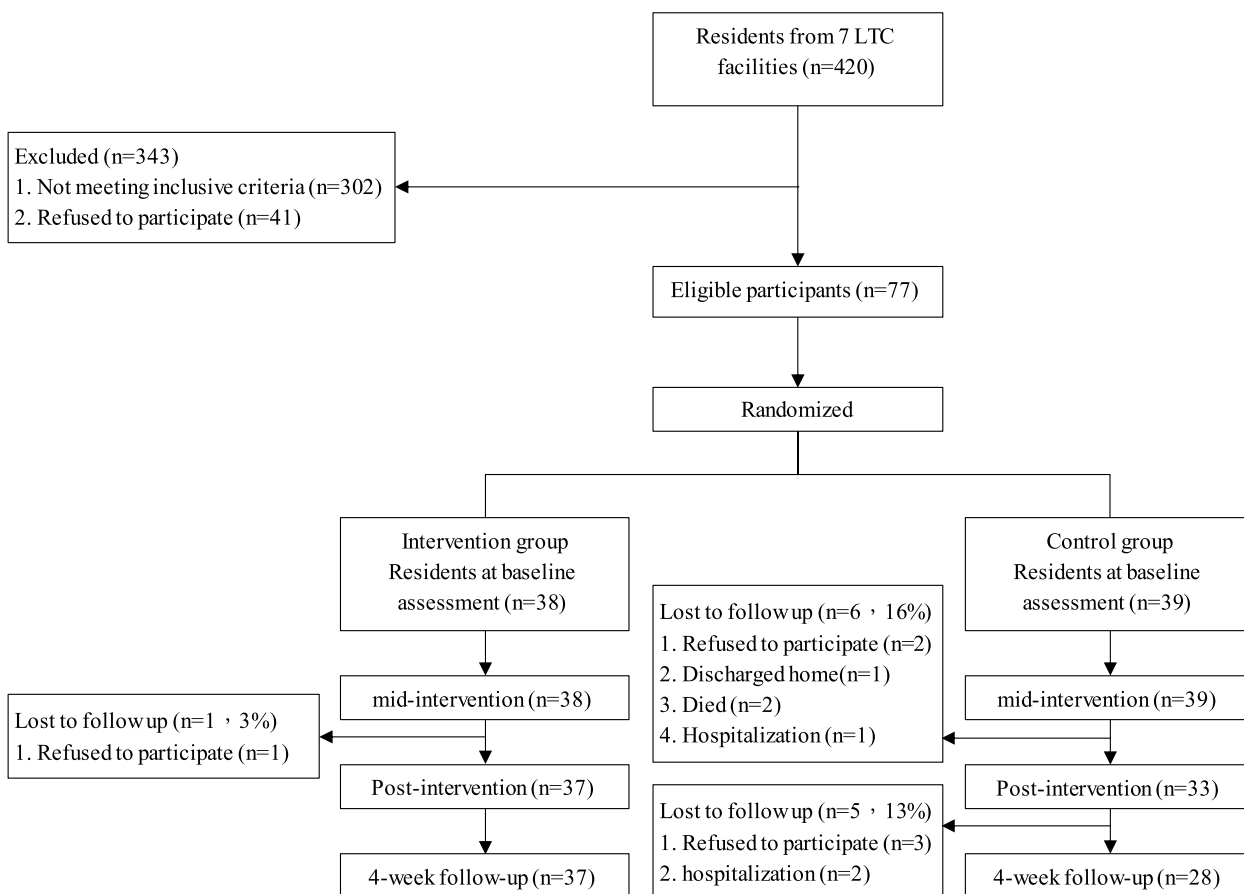 Residents from 7 LTC
facilities (n=420)
Excluded (n=343)
1. Not meeting inclusive criteria (n=302)
2. Refused to participate (n=41)
Eligible participants (n=77)
Randomized
Intervention group
Residents at baseline
assessment (n=38)
Control group
Residents at baseline
assessment (n=39)
mid-intervention (n=38)
mid-intervention (n=39)
Lost to follow up (n=1，3%)
1. Refused to participate (n=1)
Lost to follow up (n=6，16%)
1. Refused to participate (n=2)
2. Discharged home(n=1)
3. Died (n=2)
4. Hospitalization (n=1)
Post-intervention (n=37)
Post-intervention (n=33)
Lost to follow up (n=5，13%)
1. Refused to participate (n=3)
2. hospitalization (n=2)
4-week follow-up (n=37)
4-week follow-up (n=28)